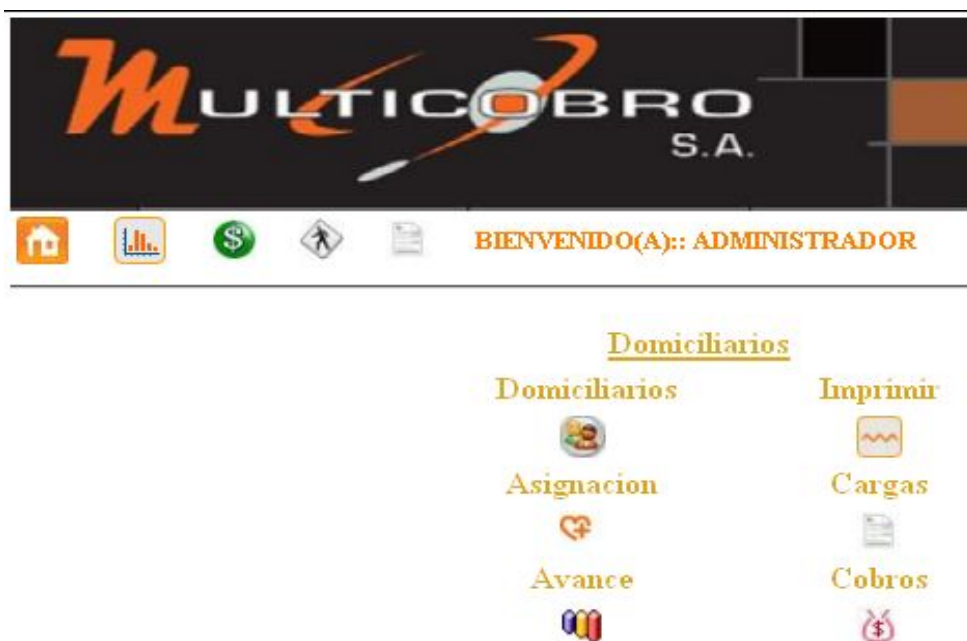 MULTICOBRO
S.A.
BIENVENIDO(A):: ADMINISTRADOR
Domiciliarios
Domiciliarios Imprimir
Asignacion Cargas
Avance Cobros